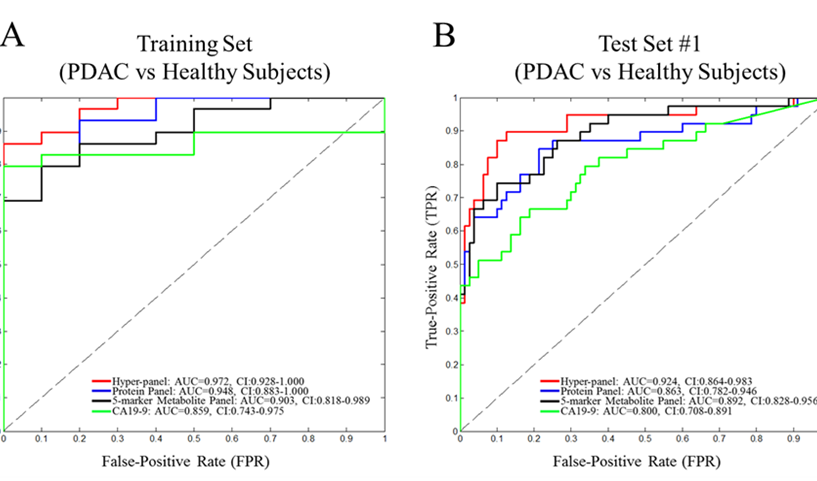 A
Training Set
(PDAC vs Healthy Subjects)
Hyper-panel: AUC=0.972, CI:0.928-1.000
Protein Panel: AUC=0.948, CI:0.883-1.000
5-marker Metabolite Panel: AUC=0.903, CI:0.818-0.989
CA19-9: AUC=0.859, CI:0.743-0.975
0 0.1 0.2 0.3 0.4 0.5 0.6 0.7 0.8 0.9 1
False-Positive Rate (FPR)
B
Test Set #1
(PDAC vs Healthy Subjects)
True-Positive Rate (TPR)
1
0.9
0.8
0.7
0.6
0.5
0.4
0.3
0.2
0.1
0
Hyper-panel: AUC=0.924, CI:0.864-0.983
Protein Panel: AUC=0.863, CI:0.782-0.946
5-marker Metabolite Panel: AUC=0.892, CI:0.828-0.956
CA19-9: AUC=0.800, CI:0.708-0.891
0 0.1 0.2 0.3 0.4 0.5 0.6 0.7 0.8 0.9
False-Positive Rate (FPR)